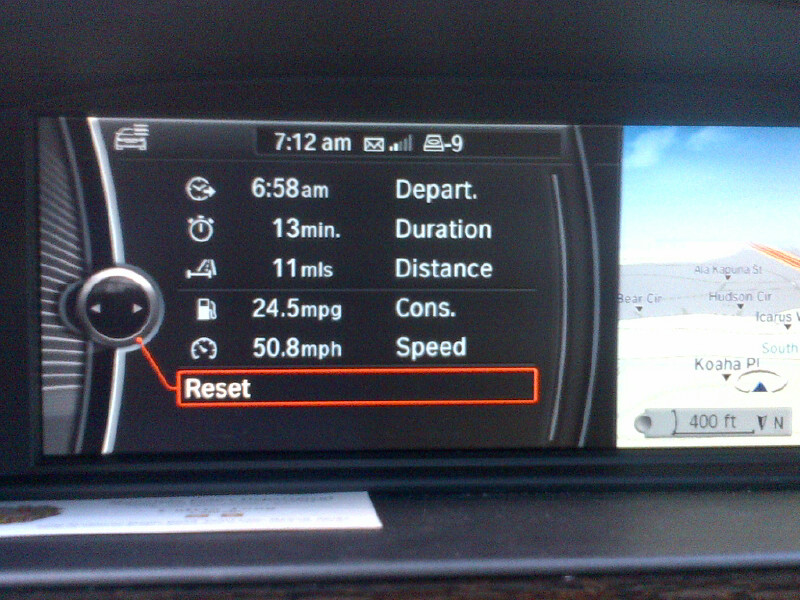 7:12 am -9
6:58am Depart.
13min. Duration
11mls Distance
24.5mpg Cons.
50.8mph Speed
Reset
Ala Kapuna St
Bear Cir
Hudson Cir
Icarus W
South
Koaha Pl
400 ft N